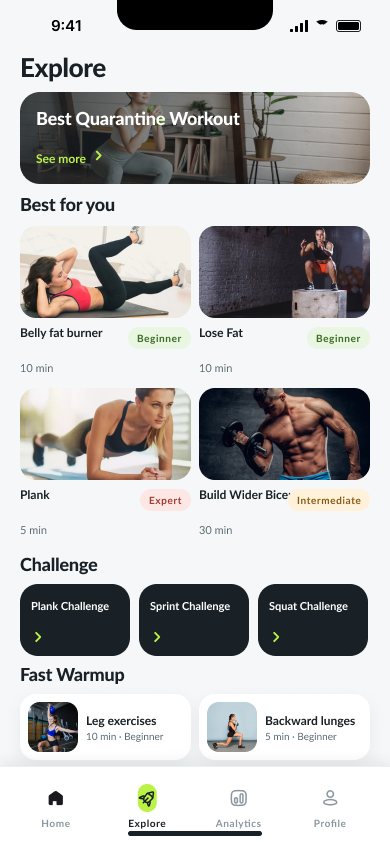 9:41
Explore
Best Quarantine Workout
See more
Best for you
Belly fat burner
Beginner
10 min
Lose Fat
Beginner
10 min
Plank
Expert
5 min
Build Wider Bice
Intermediate
30 min
Challenge
Plank Challenge
Sprint Challenge
Squat Challenge
Fast Warmup
Leg exercises
10 min · Beginner
Backward lunges
5 min · Beginner
Home
Explore
Analytics
Profile